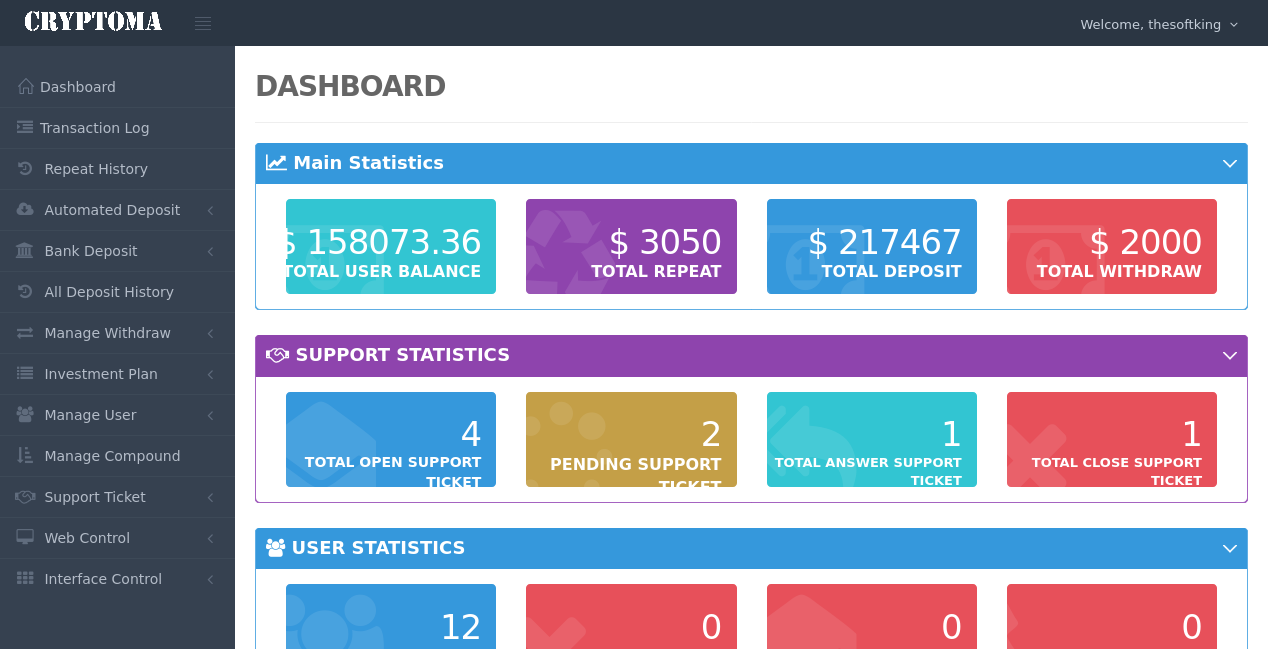 CRYPTOMA
Welcome, thesoftking
Dashboard
Transaction Log
Repeat History
Automated Deposit
Bank Deposit
All Deposit History
Manage Withdraw
Investment Plan
Manage User
Manage Compound
Support Ticket
Web Control
Interface Control
DASHBOARD
Main Statistics
$ 158073.36
TOTAL USER BALANCE
$ 3050
TOTAL REPEAT
$ 217467
TOTAL DEPOSIT
$ 2000
TOTAL WITHDRAW
SUPPORT STATISTICS
4
TOTAL OPEN SUPPORT
TICKET
2
PENDING SUPPORT
TICKET
1
TOTAL ANSWER SUPPORT
TICKET
1
TOTAL CLOSE SUPPORT
TICKET
USER STATISTICS
12
0
0
0